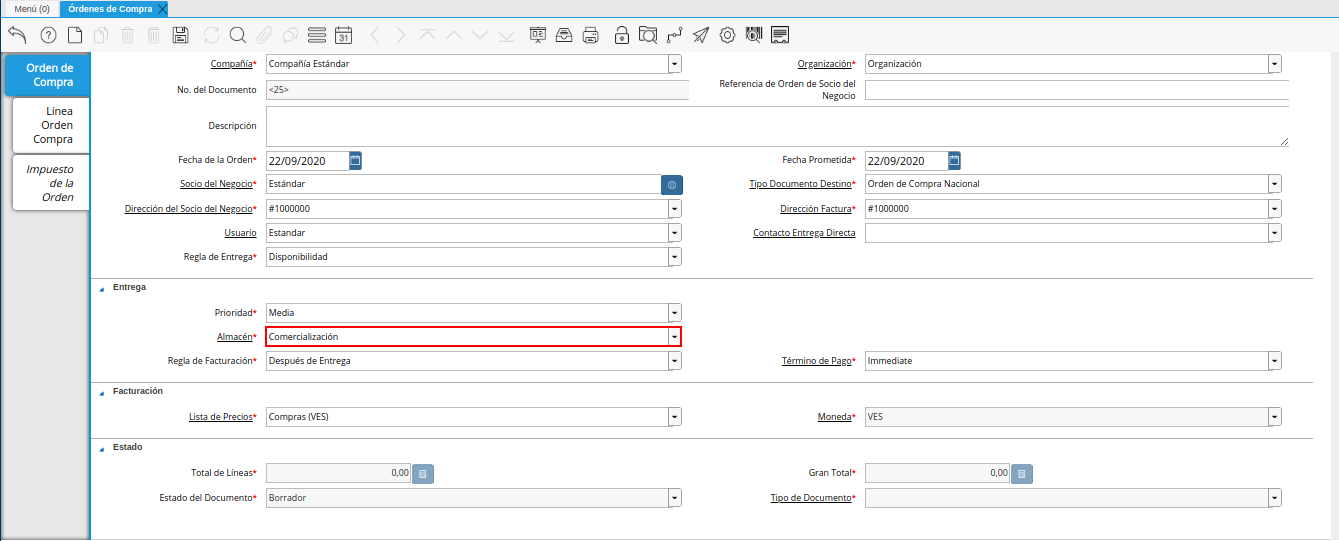 Menú (0) Órdenes de Compra
31
Orden de
Compra
Línea
Orden
Compra
Impuesto
de la
Orden
Compañía* Compañía Estándar Organización* Organización
No. del Documento <25> Referencia de Orden de Socio del
Negocio
Descripción
Fecha de la Orden* 22/09/2020 Fecha Prometida* 22/09/2020
Socio del Negocio* Estándar Tipo Documento Destino* Orden de Compra Nacional
Dirección del Socio del Negocio* #1000000 Dirección Factura* #1000000
Usuario Estandar Contacto Entrega Directa
Regla de Entrega* Disponibilidad
Entrega
Prioridad* Media
Almacén* Comercialización
Regla de Facturación* Después de Entrega Término de Pago* Immediate
Facturación
Lista de Precios* Compras (VES) Moneda* VES
Estado
Total de Líneas* 0,00 Gran Total* 0,00
Estado del Documento* Borrador Tipo de Documento*